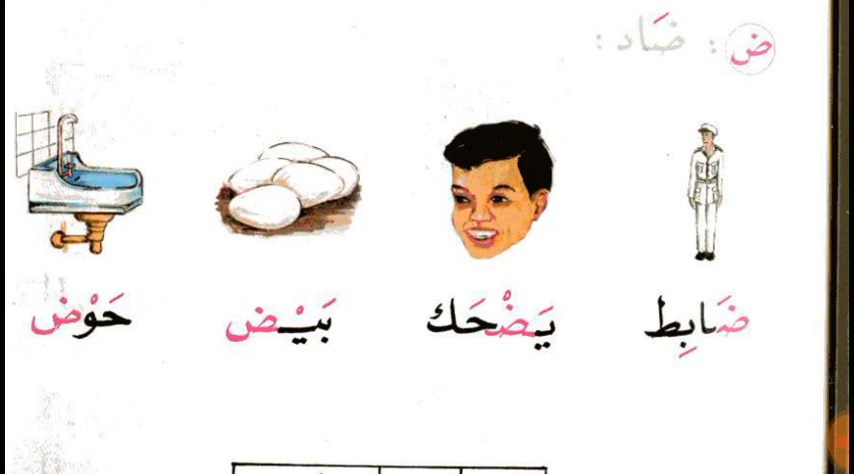 ض : ضَاد :
ضَابِط يَضْحَك بَيْض حَوْض